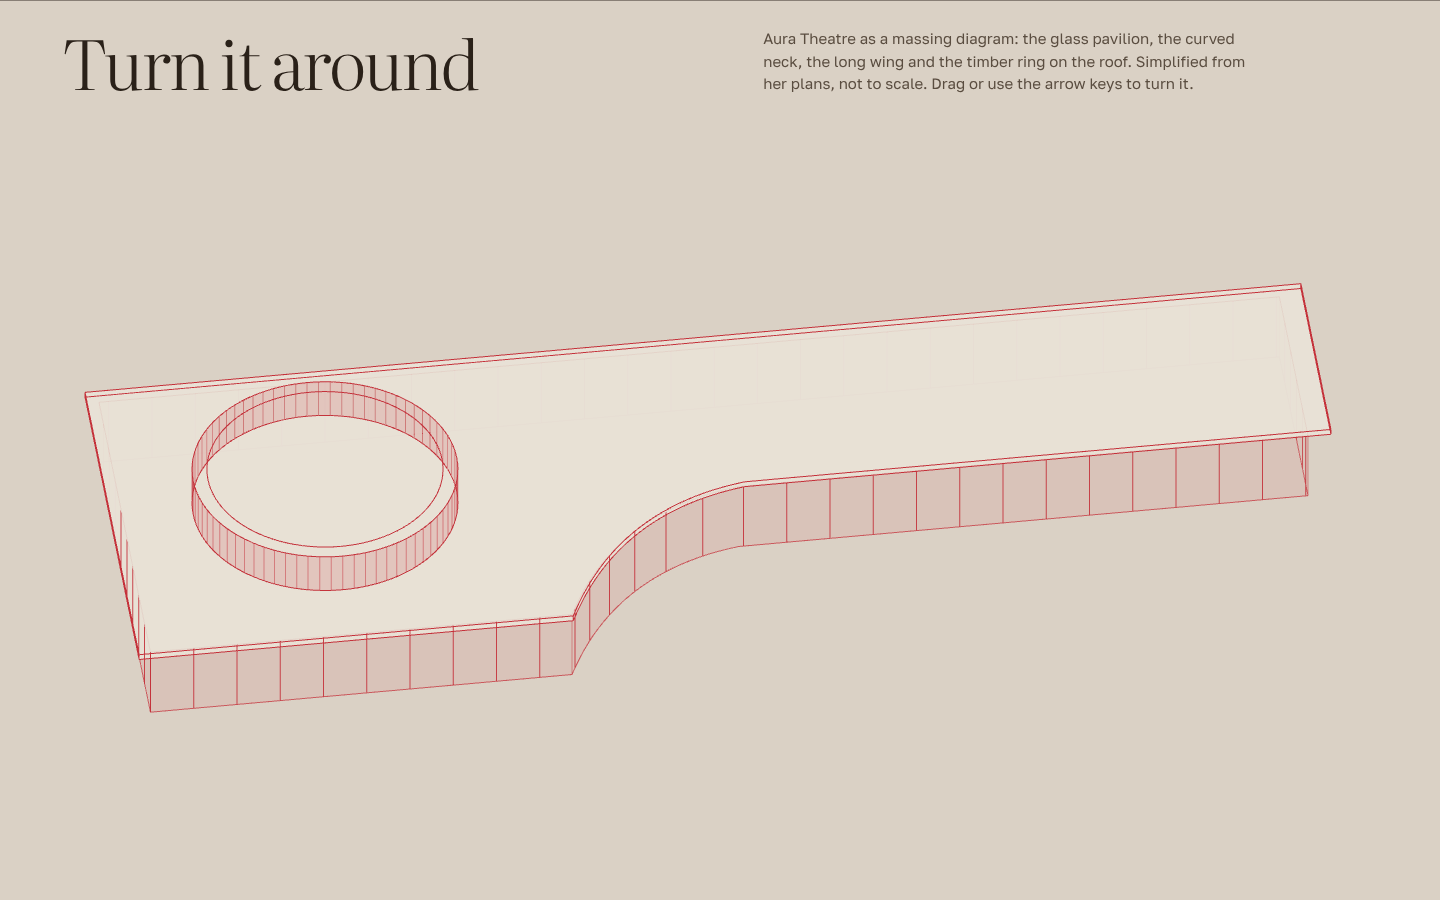 Turn it around
Aura Theatre as a massing diagram: the glass pavilion, the curved
neck, the long wing and the timber ring on the roof. Simplified from
her plans, not to scale. Drag or use the arrow keys to turn it.